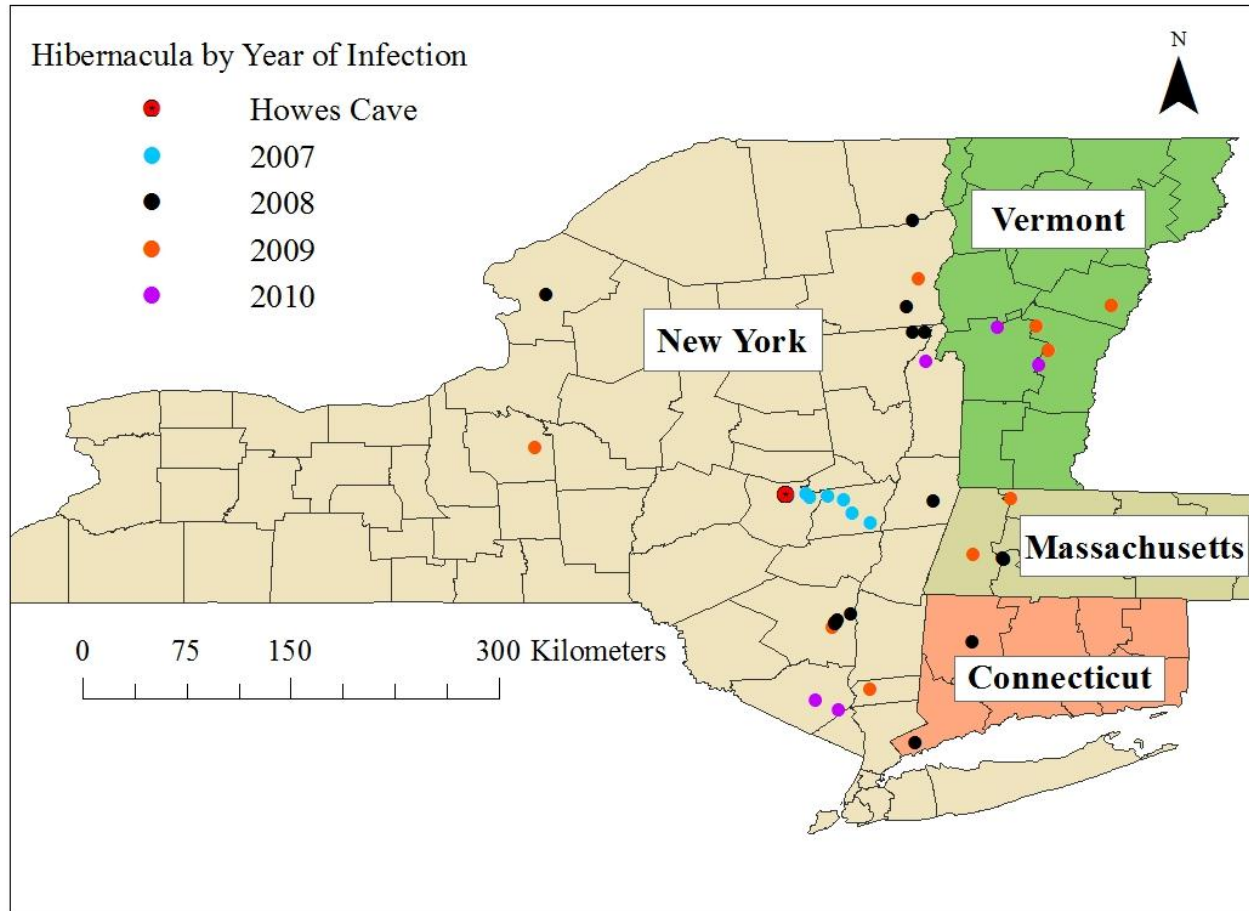 Hibernacula by Year of Infection
Howes Cave
2007
2008
2009
2010
N
Vermont
New York
Massachusetts
Connecticut
0 75 150 300 Kilometers